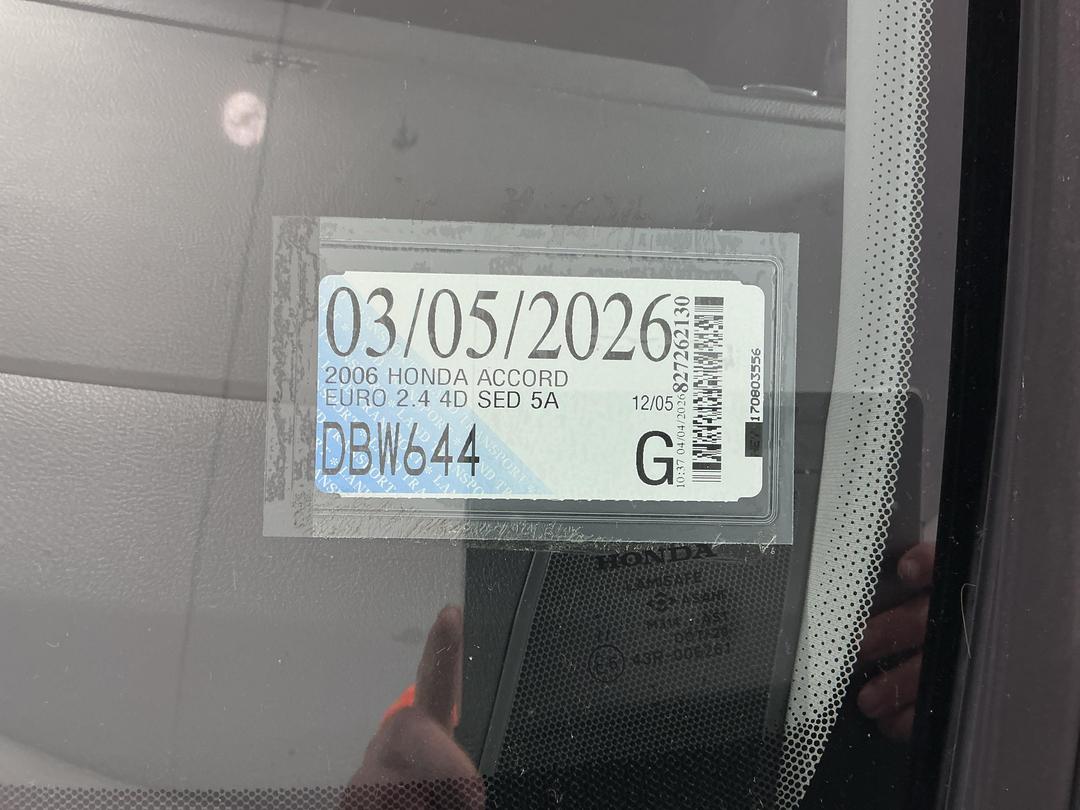 03/05/2026
2006 HONDA ACCORD
EURO 2.4 4D SED 5A
12/05
DBW644
G
10:37 04/04/2026
827262130
170803556
HONDA
43R-